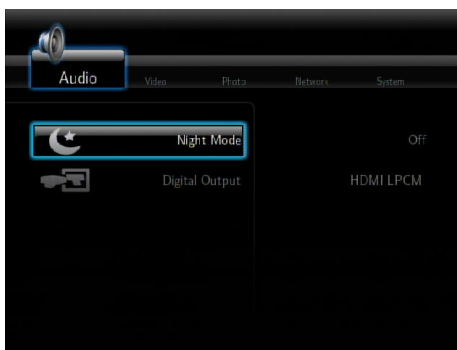 Audio Video Photo Network System
Night Mode Off
Digital Output HDMI LPCM